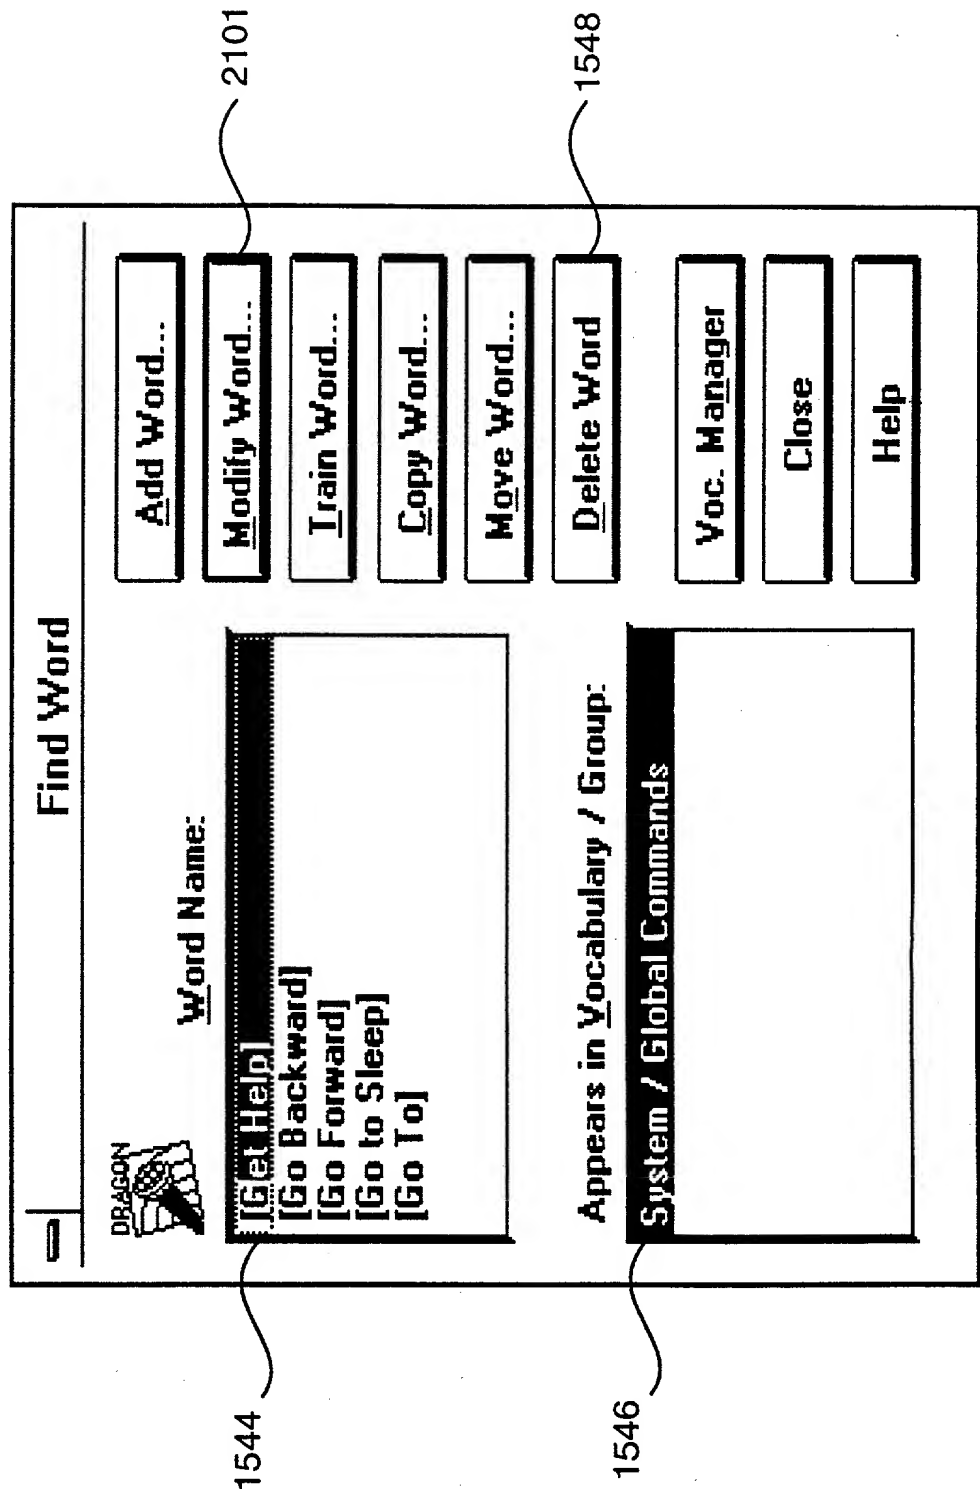 Find Word
DRAGON
Word Name:
[Get Help]
[Go Backward]
[Go Forward]
[Go to Sleep]
[Go To]
Appears in Vocabulary / Group:
System / Global Commands
Add Word...
Modify Word...
Train Word...
Copy Word...
Move Word...
Delete Word
Voc. Manager
Close
Help
1544
1546
2101
1548